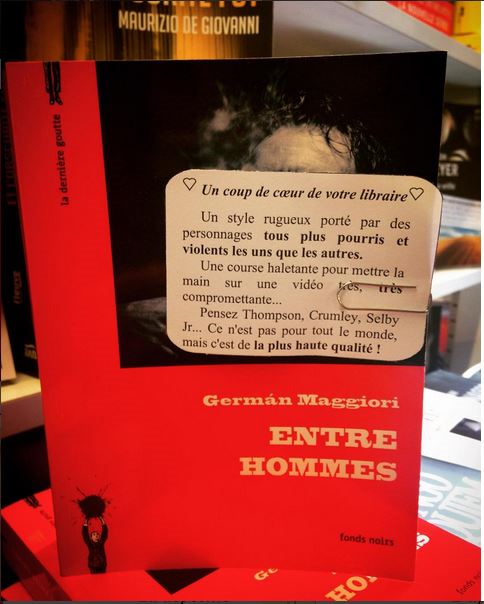 MAURIZIO DE GIOVANNI
la dernière goutte
Un coup de cœur de votre libraire
Un style rugueux porté par des
personnages tous plus pourris et
violents les uns que les autres.
Une course haletante pour mettre la
main sur une vidéo très, très
compromettante...
Pensez Thompson, Crumley, Selby
Jr... Ce n'est pas pour tout le monde,
mais c'est de la plus haute qualité !
Germán Maggiori
ENTRE
HOMMES
fonds noirs